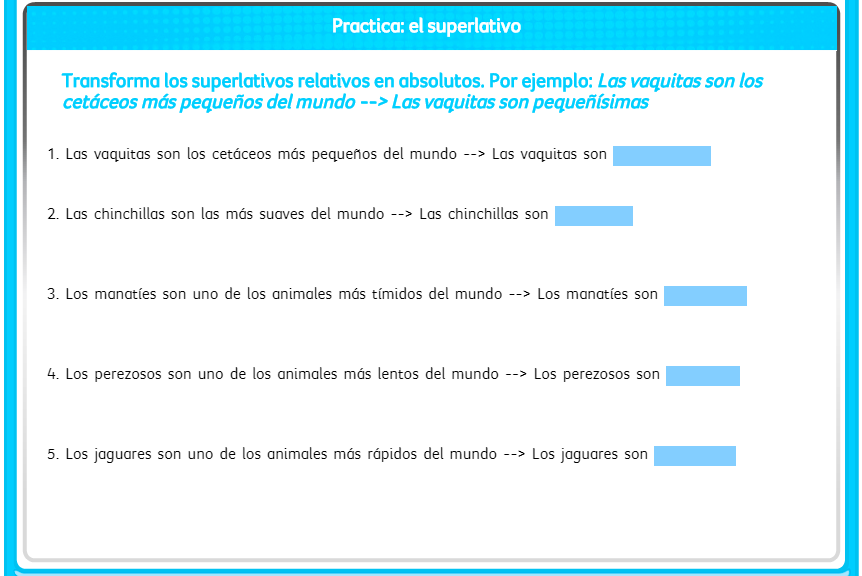 Practica: el superlativo
Transforma los superlativos relativos en absolutos. Por ejemplo: Las vaquitas son los
cetáceos más pequeños del mundo --> Las vaquitas son pequeñísimas
1. Las vaquitas son los cetáceos más pequeños del mundo --> Las vaquitas son
2. Las chinchillas son las más suaves del mundo --> Las chinchillas son
3. Los manatíes son uno de los animales más tímidos del mundo --> Los manatíes son
4. Los perezosos son uno de los animales más lentos del mundo --> Los perezosos son
5. Los jaguares son uno de los animales más rápidos del mundo --> Los jaguares son